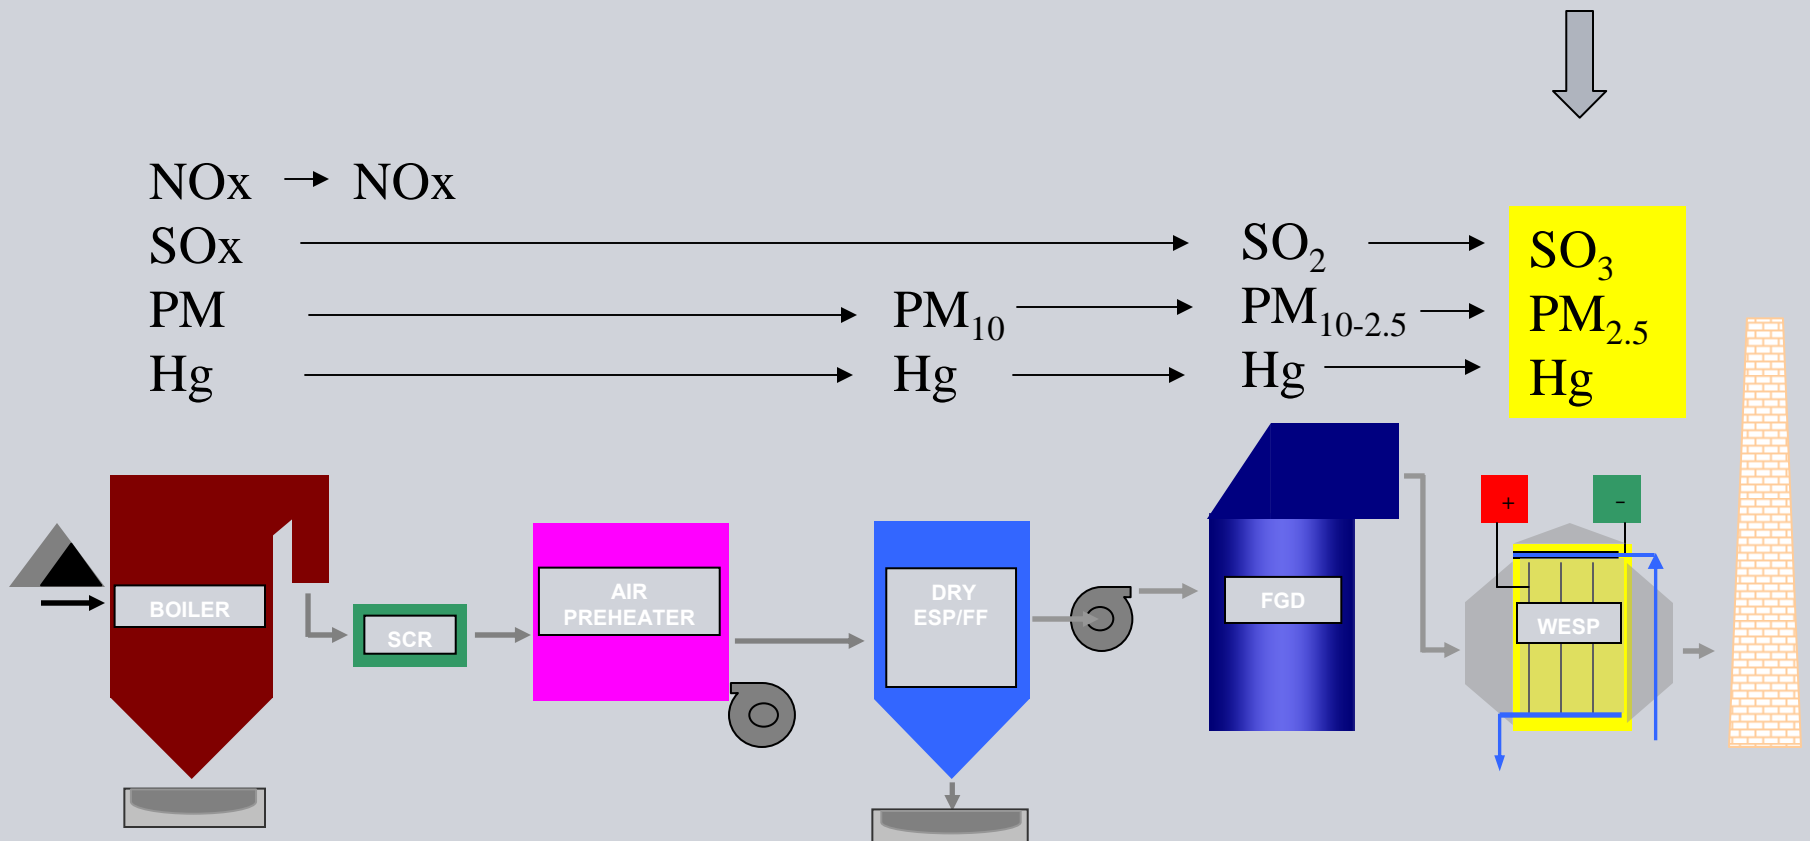 NOx NOx
SOx SO2 SO3
PM PM10 PM10-2.5 PM2.5
Hg Hg Hg Hg
+ -
BOILER
SCR
AIR
PREHEATER
DRY
ESP/FF
FGD
WESP